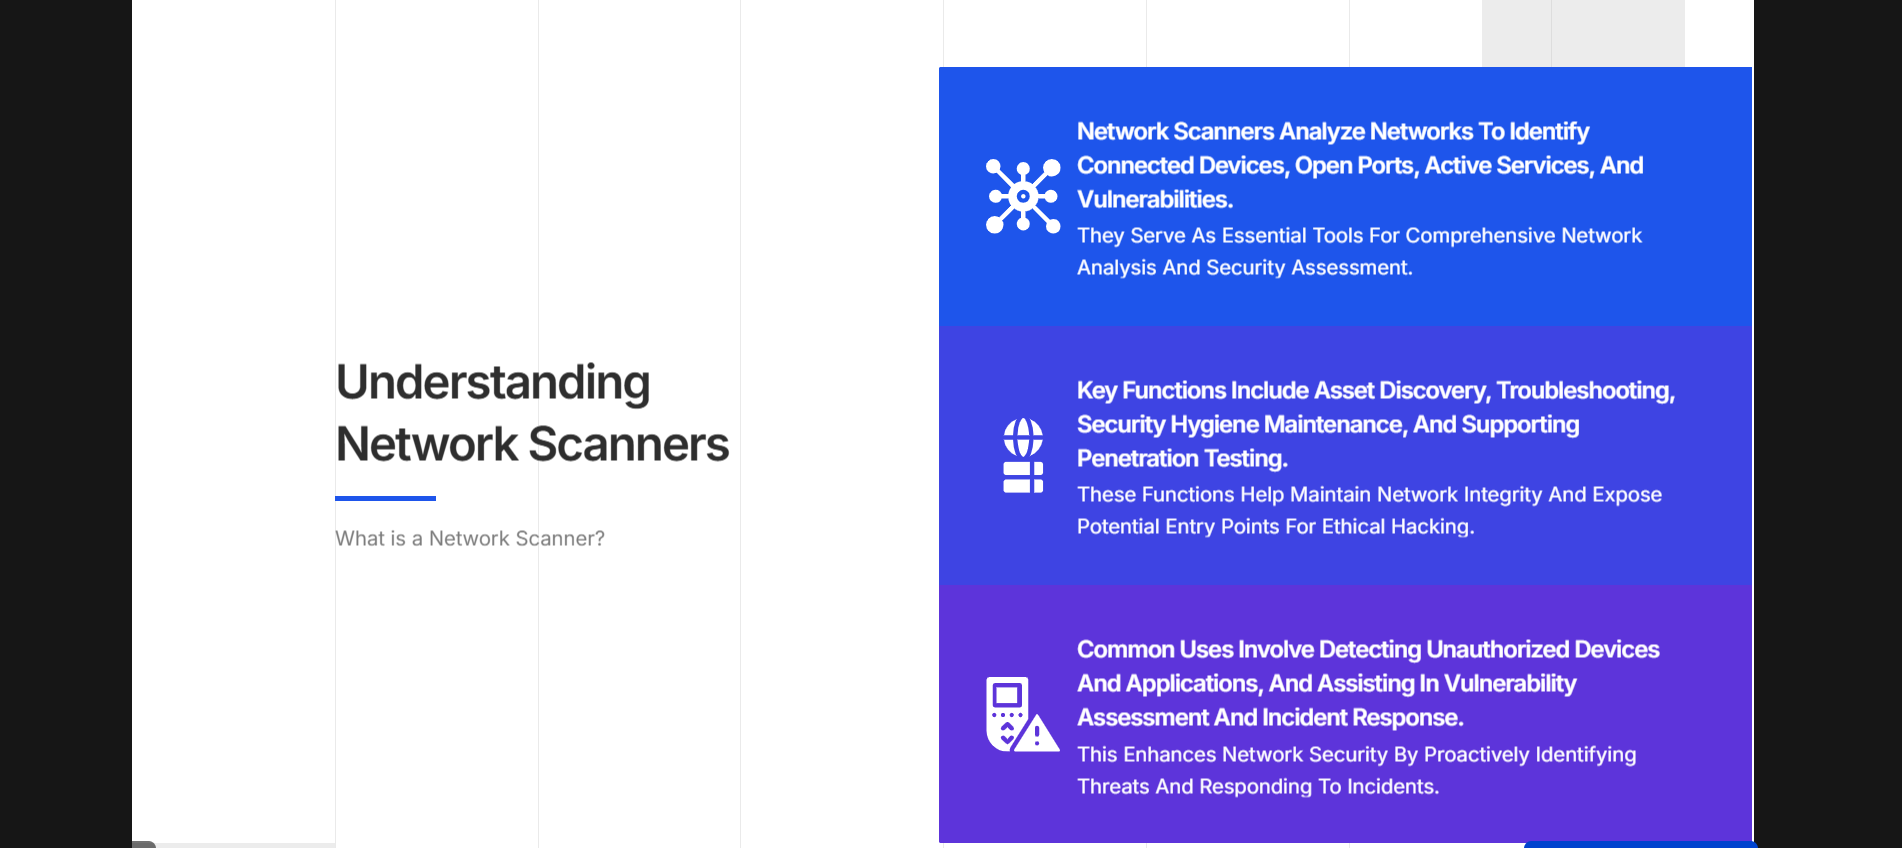 Understanding
Network Scanners
What is a Network Scanner?
Network Scanners Analyze Networks To Identify
Connected Devices, Open Ports, Active Services, And
Vulnerabilities.
They Serve As Essential Tools For Comprehensive Network
Analysis And Security Assessment.
Key Functions Include Asset Discovery, Troubleshooting,
Security Hygiene Maintenance, And Supporting
Penetration Testing.
These Functions Help Maintain Network Integrity And Expose
Potential Entry Points For Ethical Hacking.
Common Uses Involve Detecting Unauthorized Devices
And Applications, And Assisting In Vulnerability
Assessment And Incident Response.
This Enhances Network Security By Proactively Identifying
Threats And Responding To Incidents.